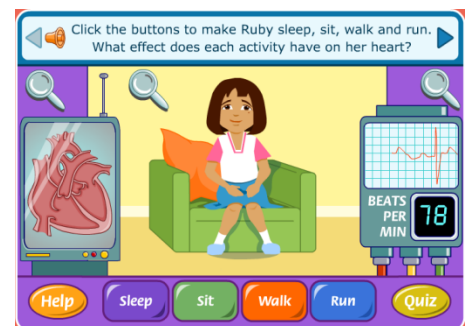 Click the buttons to make Ruby sleep, sit, walk and run.
What effect does each activity have on her heart?
BEATS
PER
MIN
78
Help
Sleep
Sit
Walk
Run
Quiz